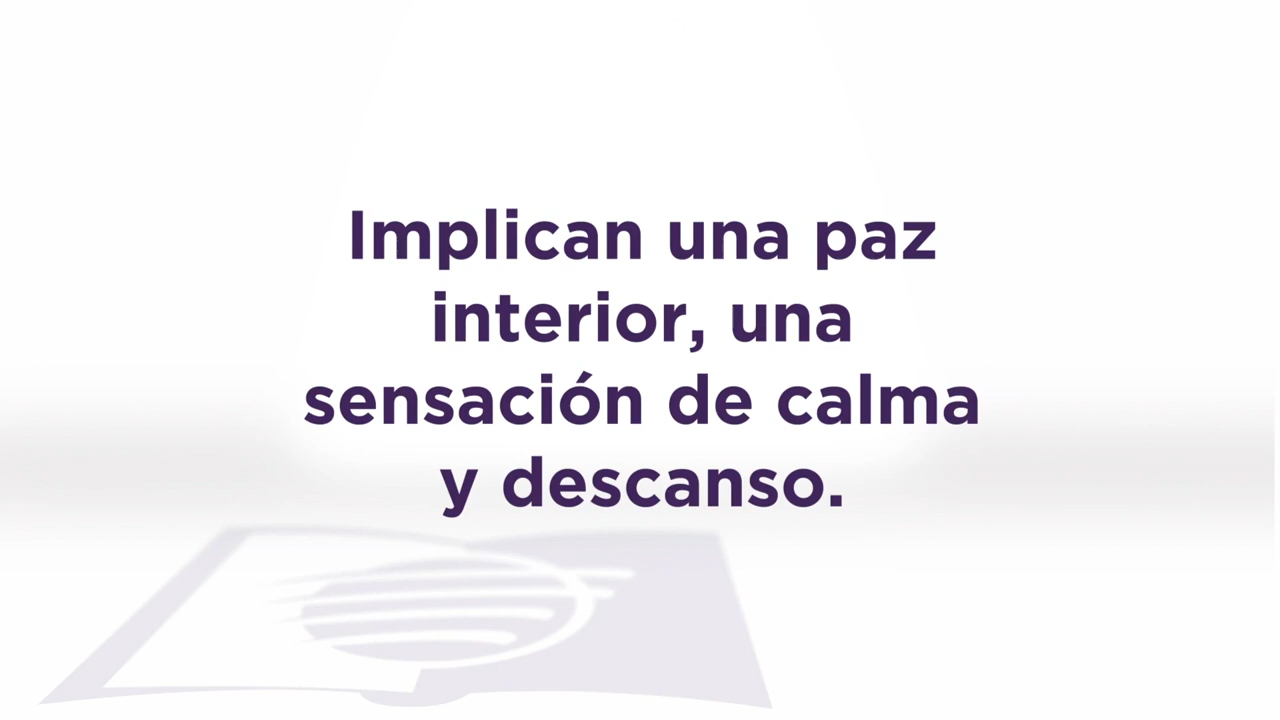 Implican una paz
interior, una
sensación de calma
y descanso.